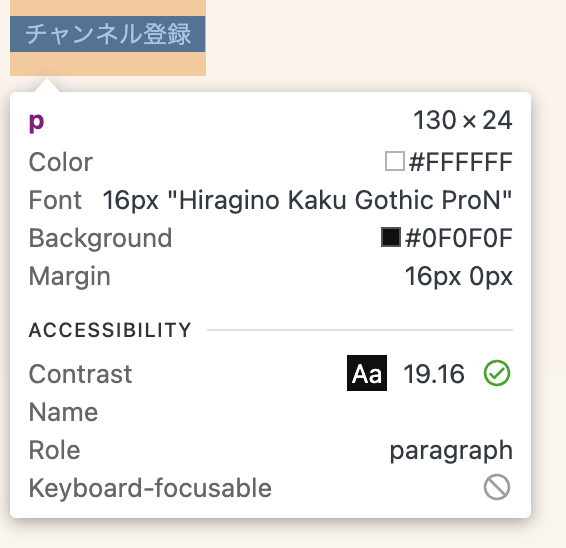 チャンネル登録
p 130 × 24
Color #FFFFFF
Font 16px "Hiragino Kaku Gothic ProN"
Background #0F0F0F
Margin 16px 0px
ACCESSIBILITY
Contrast Aa 19.16
Name
Role paragraph
Keyboard-focusable